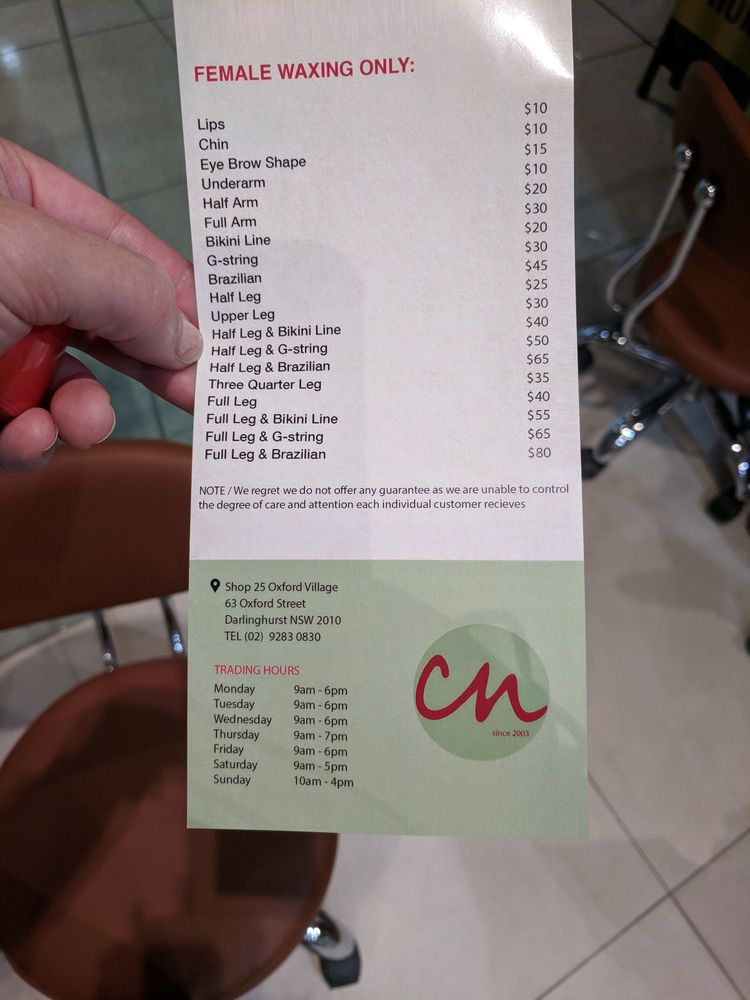 FEMALE WAXING ONLY:
Lips $10
Chin $10
Eye Brow Shape $15
Underarm $10
Half Arm $20
Full Arm $30
Bikini Line $20
G-string $30
Brazilian $45
Half Leg $25
Upper Leg $30
Half Leg & Bikini Line $40
Half Leg & G-string $50
Half Leg & Brazilian $65
Three Quarter Leg $35
Full Leg $40
Full Leg & Bikini Line $55
Full Leg & G-string $65
Full Leg & Brazilian $80
NOTE / We regret we do not offer any guarantee as we are unable to control
the degree of care and attention each individual customer recieves
Shop 25 Oxford Village
63 Oxford Street
Darlinghurst NSW 2010
TEL (02) 9283 0830
TRADING HOURS
Monday 9am - 6pm
Tuesday 9am - 6pm
Wednesday 9am - 6pm
Thursday 9am - 7pm
Friday 9am - 6pm
Saturday 9am - 5pm
Sunday 10am - 4pm
cn
since 2003